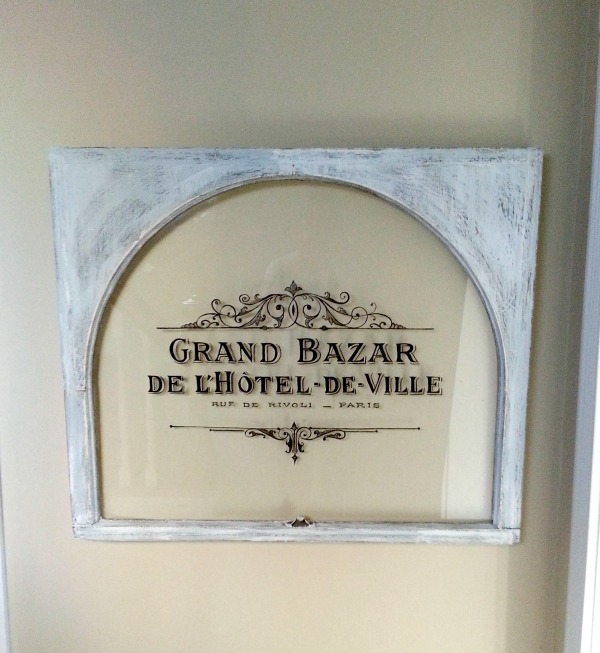 GRAND BAZAR
DE L'HÔTEL-DE-VILLE
RUE DE RIVOLI — PARIS